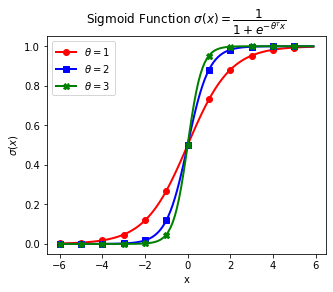 Sigmoid Function σ(x) = 1 / (1 + e^{-θ^T x})
1.0
0.8
0.6
0.4
0.2
0.0
σ(x)
θ = 1
θ = 2
θ = 3
−6 −4 −2 0 2 4 6
x